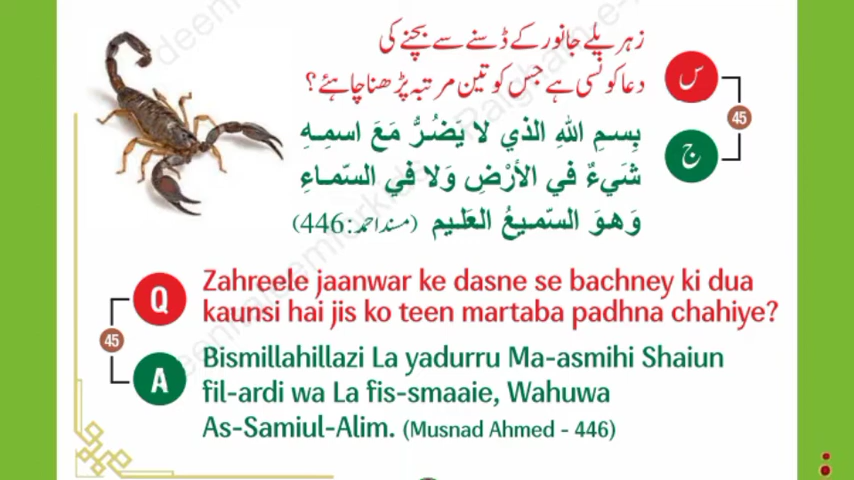 زہریلے جانور کے ڈسنے سے بچنے کی
دعا کونسی ہے جس کو تین مرتبہ پڑھنا چاہئے؟
س
45
ج
بِسمِ اللهِ الذي لا يَضُرُّ مَعَ اسمِهِ
شَيءٌ في الأرْضِ وَلا في السّماءِ
وَهوَ السّميعُ العَليم (مسند احمد:446)
Q
Zahreele jaanwar ke dasne se bachney ki dua
kaunsi hai jis ko teen martaba padhna chahiye?
45
A
Bismillahillazi La yadurru Ma-asmihi Shaiun
fil-ardi wa La fis-smaaie, Wahuwa
As-Samiul-Alim. (Musnad Ahmed - 446)